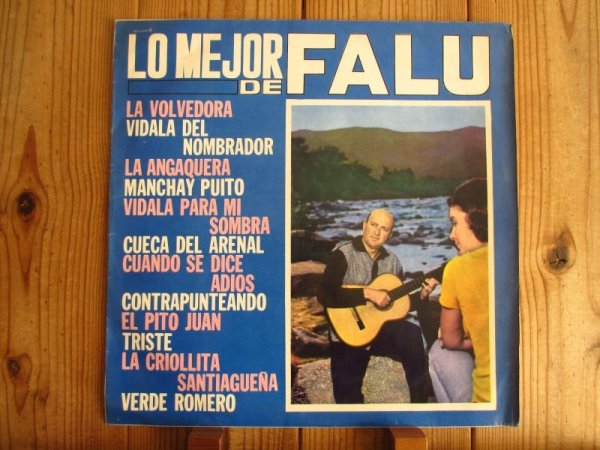 LO MEJOR
DE FALU
LA VOLVEDORA
VIDALA DEL
NOMBRADOR
LA ANGAQUERA
MANCHAY PUITO
VIDALA PARA MI
SOMBRA
CUECA DEL ARENAL
CUANDO SE DICE
ADIOS
CONTRAPUNTEANDO
EL PITO JUAN
TRISTE
LA CRIOLLITA
SANTIAGUEÑA
VERDE ROMERO